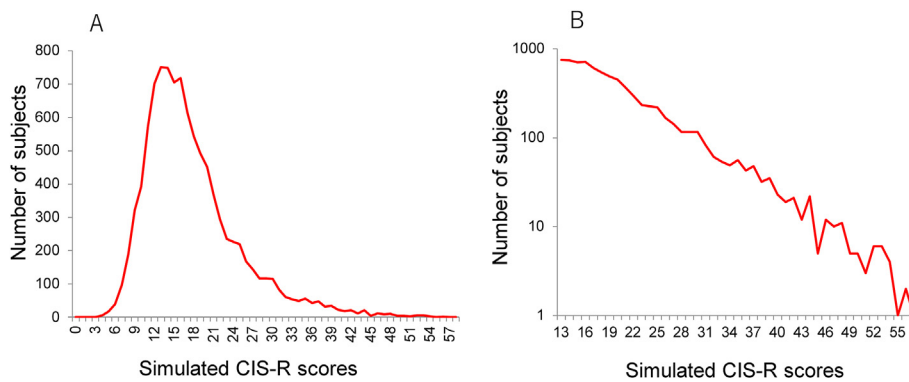 A
Number of subjects
800
700
600
500
400
300
200
100
0
0 3 6 9 12 15 18 21 24 27 30 33 36 39 42 45 48 51 54 57
Simulated CIS-R scores
B
Number of subjects
1000
100
10
1
13 16 19 22 25 28 31 34 37 40 43 46 49 52 55
Simulated CIS-R scores